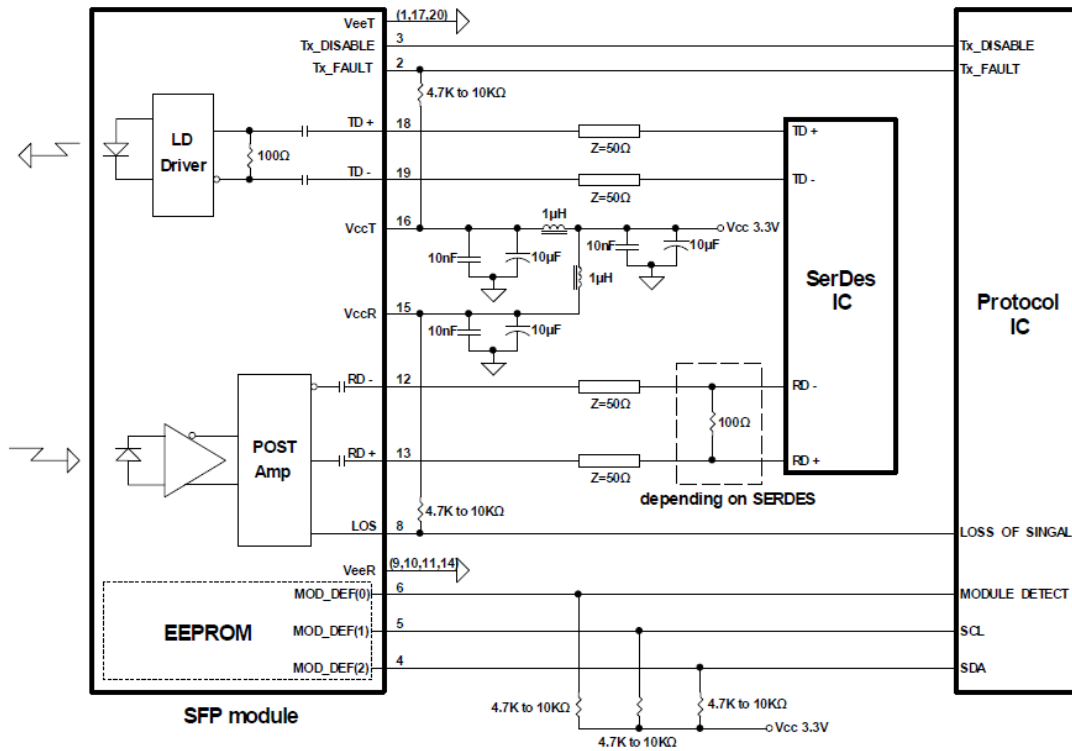 VeeT (1,17,20)
Tx_DISABLE 3 Tx_DISABLE
Tx_FAULT 2 Tx_FAULT
4.7K to 10KΩ
TD + 18 TD +
LD
Driver
100Ω
Z=50Ω
TD - 19 TD -
Z=50Ω
1μH
VccT 16 Vcc 3.3V
10nF 10μF 10nF 10μF
1μH
SerDes
IC
Protocol
IC
VccR 15
10nF 10μF
RD - 12 RD -
Z=50Ω
100Ω
POST
Amp
RD + 13 RD +
Z=50Ω
depending on SERDES
4.7K to 10KΩ
LOS 8 LOSS OF SINGAL
VeeR (9,10,11,14)
MOD_DEF(0) 6 MODULE DETECT
EEPROM
MOD_DEF(1) 5 SCL
MOD_DEF(2) 4 SDA
4.7K to 10KΩ 4.7K to 10KΩ
SFP module
Vcc 3.3V
4.7K to 10KΩ